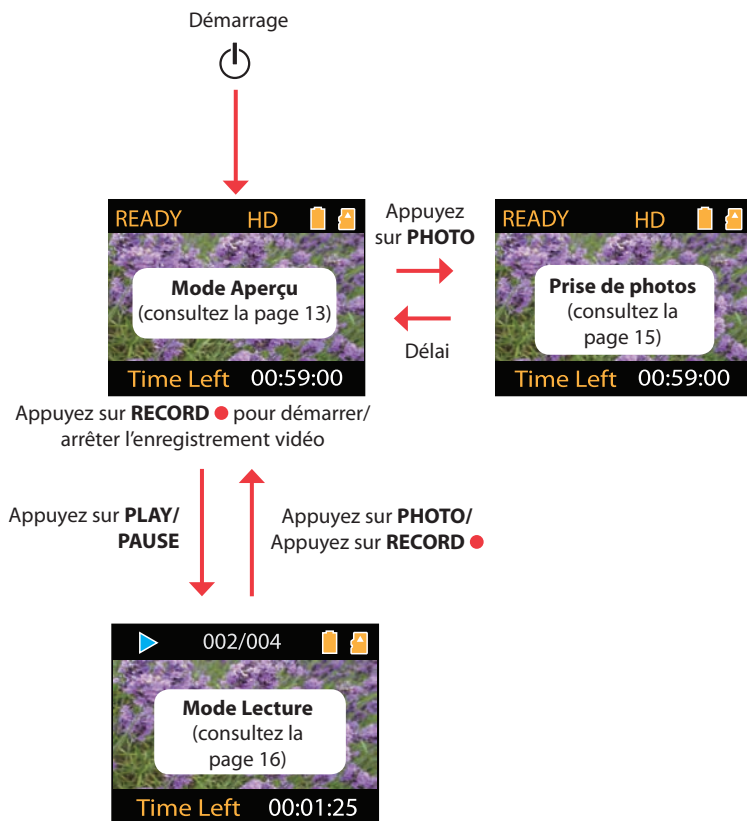 Démarrage
READY HD
Mode Aperçu
(consultez la page 13)
Time Left 00:59:00
Appuyez
sur PHOTO
Délai
READY HD
Prise de photos
(consultez la
page 15)
Time Left 00:59:00
Appuyez sur RECORD ● pour démarrer/
arrêter l’enregistrement vidéo
Appuyez sur PLAY/
PAUSE
Appuyez sur PHOTO/
Appuyez sur RECORD ●
002/004
Mode Lecture
(consultez la
page 16)
Time Left 00:01:25